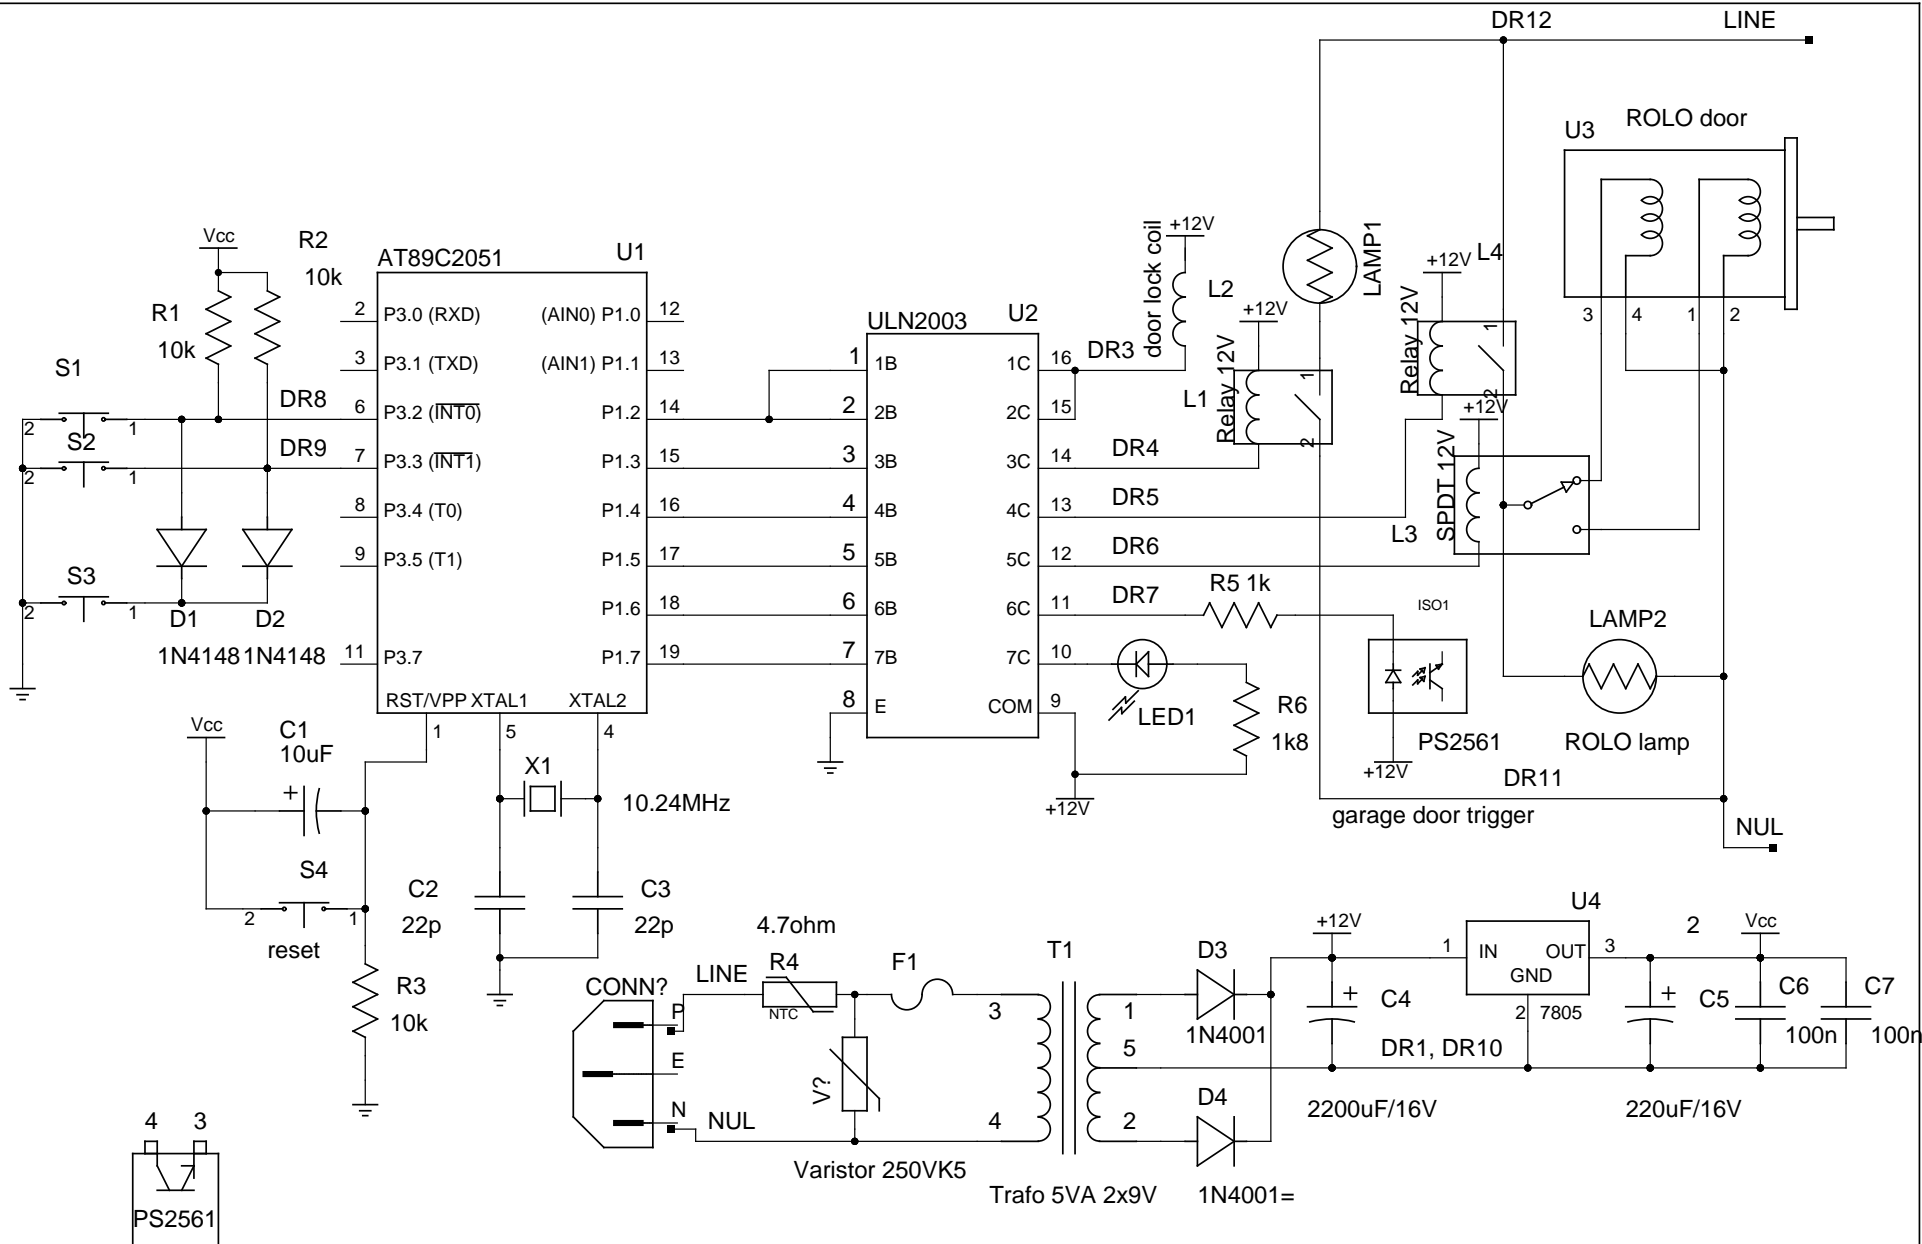 DR12
LINE
ROLO door
U3
3
4
1
2
LAMP1
+12V
L4
Relay 12V
1
2
door lock coil
+12V
L2
+12V
L1
Relay 12V
1
2
+12V
SPDT 12V
L3
Vcc
R2
10k
R1
10k
AT89C2051
U1
2
P3.0 (RXD)
(AIN0) P1.0
12
3
P3.1 (TXD)
(AIN1) P1.1
13
6
P3.2 (INT0)
P1.2
14
7
P3.3 (INT1)
P1.3
15
8
P3.4 (T0)
P1.4
16
9
P3.5 (T1)
P1.5
17
P1.6
18
11
P3.7
P1.7
19
RST/VPP
XTAL1
XTAL2
1
5
4
S1
2
1
DR8
S2
2
1
DR9
S3
2
1
D1
1N4148
D2
1N4148
ULN2003
U2
1
1B
1C
16
DR3
2
2B
2C
15
3
3B
3C
14
DR4
4
4B
4C
13
DR5
5
5B
5C
12
DR6
6
6B
6C
11
DR7
7
7B
7C
10
8
E
COM
9
R5 1k
ISO1
PS2561
+12V
LED1
R6
1k8
+12V
LAMP2
ROLO lamp
DR11
garage door trigger
NUL
Vcc
C1
10uF
+
S4
2
1
reset
R3
10k
X1
10.24MHz
C2
22p
C3
22p
CONN?
P
E
N
LINE
NUL
4.7ohm
R4
NTC
F1
V?
Varistor 250VK5
T1
3
4
1
5
2
Trafo 5VA 2x9V
D3
1N4001
D4
1N4001=
+12V
+
C4
2200uF/16V
DR1, DR10
U4
1
IN
OUT
3
GND
2
7805
2
Vcc
+
C5
220uF/16V
C6
100n
C7
100n
4
3
PS2561